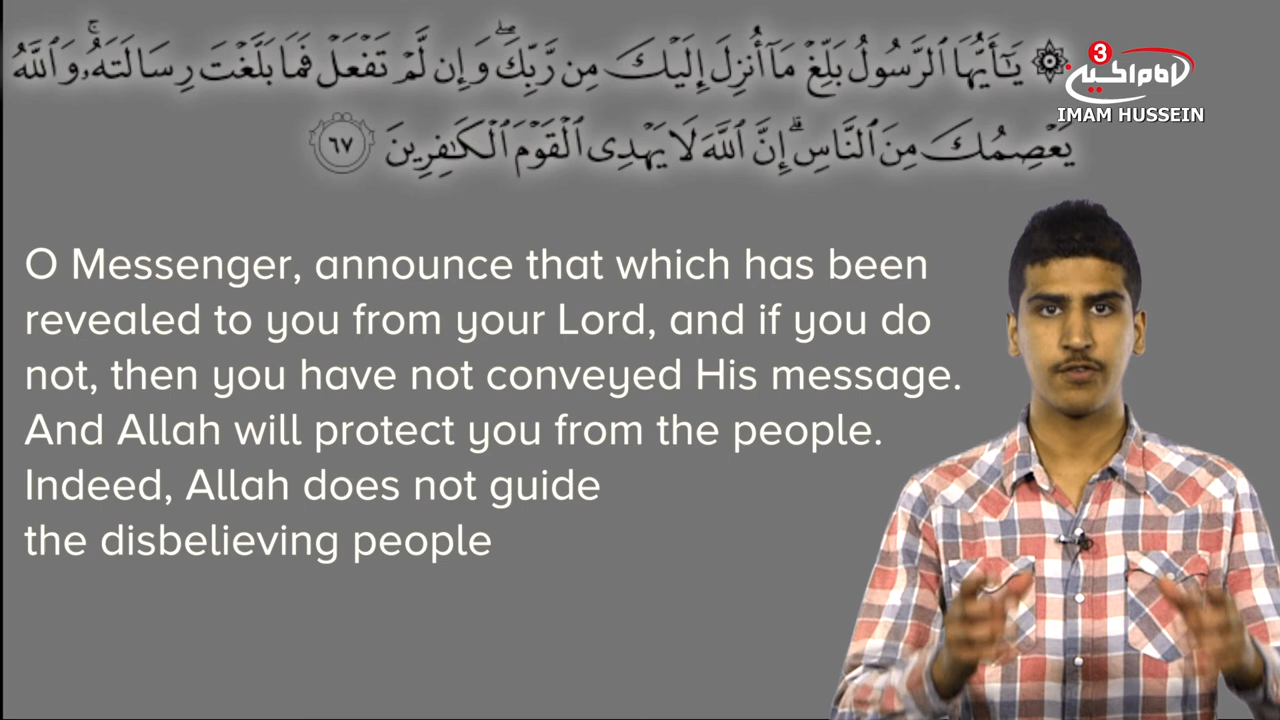 ۞ يَٰٓأَيُّهَا ٱلرَّسُولُ بَلِّغْ مَآ أُنزِلَ إِلَيْكَ مِن رَّبِّكَ ۖ وَإِن لَّمْ تَفْعَلْ فَمَا بَلَّغْتَ رِسَالَتَهُۥ ۚ وَٱللَّهُ
يَعْصِمُكَ مِنَ ٱلنَّاسِ ۗ إِنَّ ٱللَّهَ لَا يَهْدِى ٱلْقَوْمَ ٱلْكَٰفِرِينَ ٦٧
3
IMAM HUSSEIN
O Messenger, announce that which has been
revealed to you from your Lord, and if you do
not, then you have not conveyed His message.
And Allah will protect you from the people.
Indeed, Allah does not guide
the disbelieving people